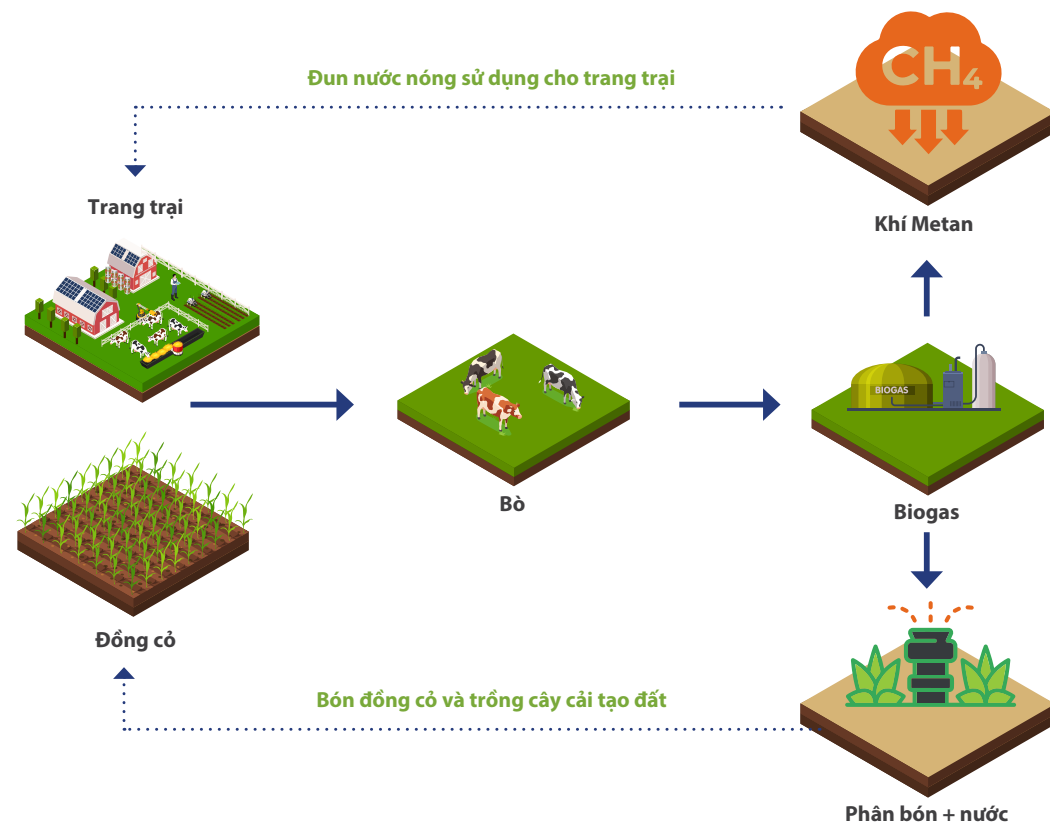 CH₄
Đun nước nóng sử dụng cho trang trại
Trang trại
Khí Metan
BIOGAS
Bò
Biogas
Đồng cỏ
Bón đồng cỏ và trồng cây cải tạo đất
Phân bón + nước